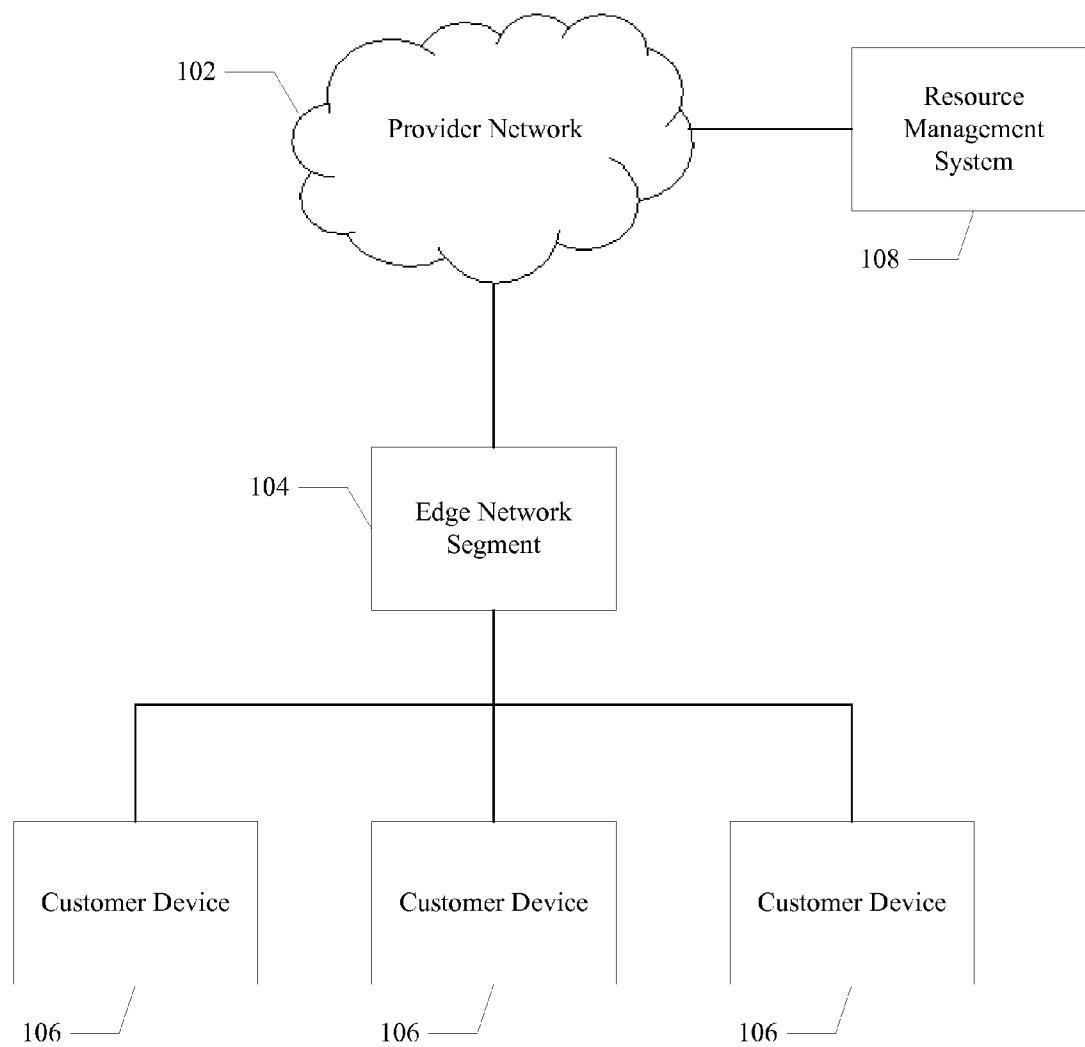 102
Provider Network
Resource
Management
System
108
104
Edge Network
Segment
Customer Device
Customer Device
Customer Device
106
106
106